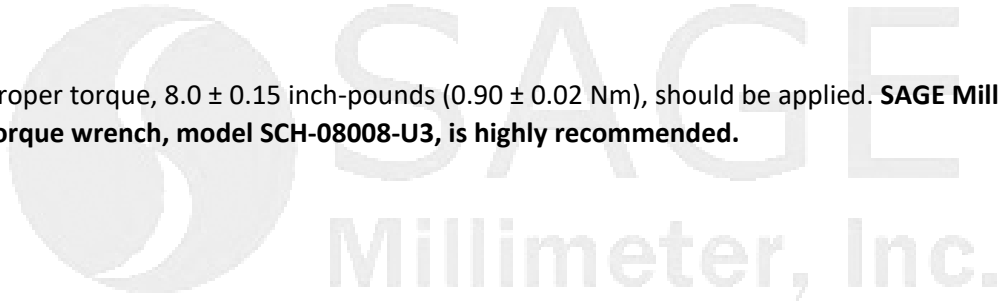 SAGE
roper torque, 8.0 ± 0.15 inch-pounds (0.90 ± 0.02 Nm), should be applied. SAGE Mill
orque wrench, model SCH-08008-U3, is highly recommended.
Millimeter, Inc.